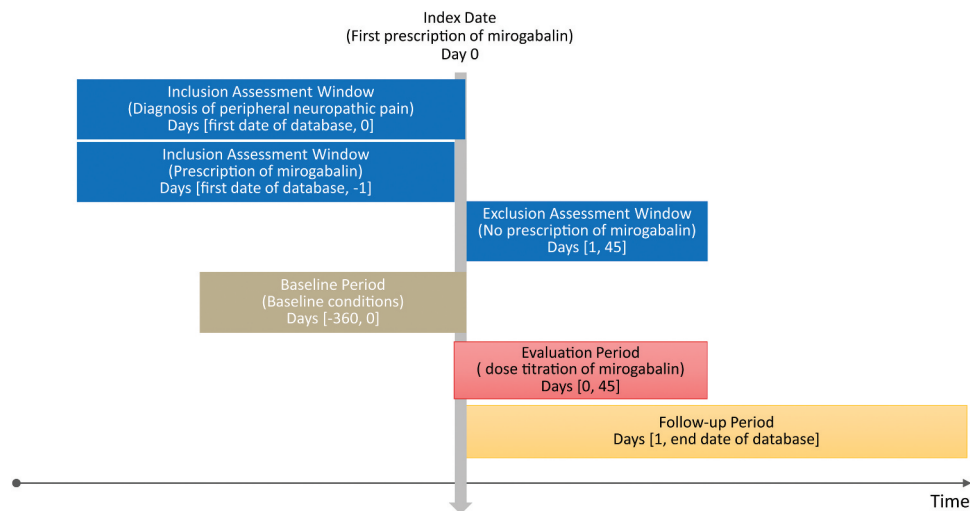 Index Date
(First prescription of mirogabalin)
Day 0
Inclusion Assessment Window
(Diagnosis of peripheral neuropathic pain)
Days [first date of database, 0]
Inclusion Assessment Window
(Prescription of mirogabalin)
Days [first date of database, -1]
Exclusion Assessment Window
(No prescription of mirogabalin)
Days [1, 45]
Baseline Period
(Baseline conditions)
Days [-360, 0]
Evaluation Period
( dose titration of mirogabalin)
Days [0, 45]
Follow-up Period
Days [1, end date of database]
Time